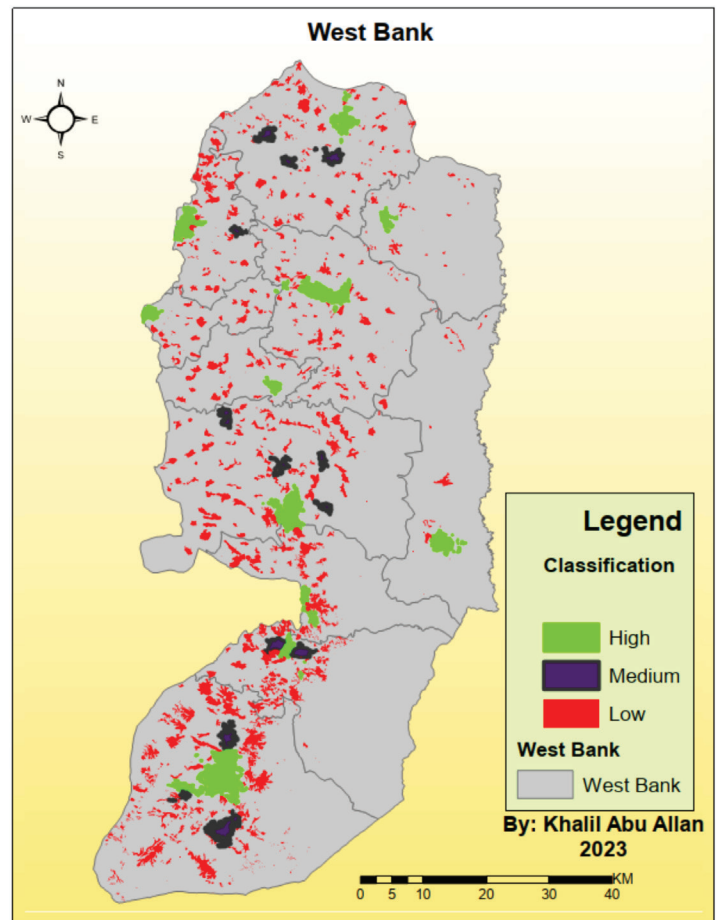 West Bank
N
W E
S
Legend
Classification
High
Medium
Low
West Bank
West Bank
By: Khalil Abu Allan
2023
KM
0 5 10 20 30 40